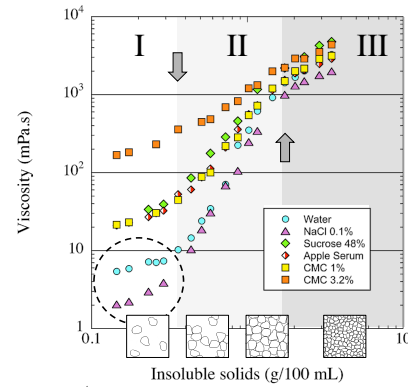 I II III
10⁴
10³
10²
10
1
Viscosity (mPa.s)
Water
NaCl 0.1%
Sucrose 48%
Apple Serum
CMC 1%
CMC 3.2%
0.1 1 10
Insoluble solids (g/100 mL)